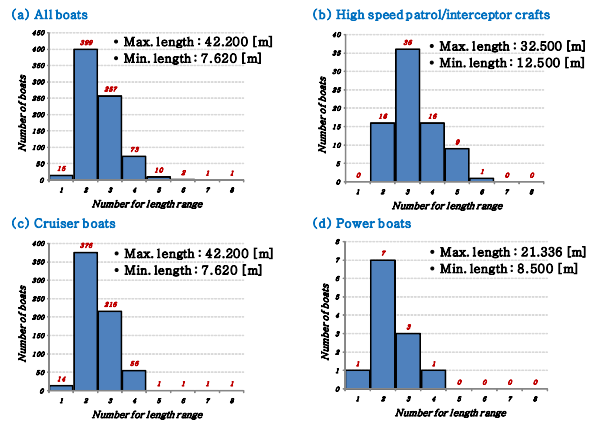 (a) All boats
Number of boats
450
400
350
300
250
200
150
100
50
0
15 399 257 73 10 2 1 1
• Max. length : 42.200 [m]
• Min. length : 7.620 [m]
1 2 3 4 5 6 7 8
Number for length range
(b) High speed patrol/interceptor crafts
Number of boats
40
35
30
25
20
15
10
5
0
0 16 36 16 9 1 0 0
• Max. length : 32.500 [m]
• Min. length : 12.500 [m]
1 2 3 4 5 6 7 8
Number for length range
(c) Cruiser boats
Number of boats
400
350
300
250
200
150
100
50
0
14 376 218 56 1 1 1 1
• Max. length : 42.200 [m]
• Min. length : 7.620 [m]
1 2 3 4 5 6 7 8
Number for length range
(d) Power boats
Number of boats
8
7
6
5
4
3
2
1
0
1 7 3 1 0 0 0 0
• Max. length : 21.336 [m]
• Min. length : 8.500 [m]
1 2 3 4 5 6 7 8
Number for length range